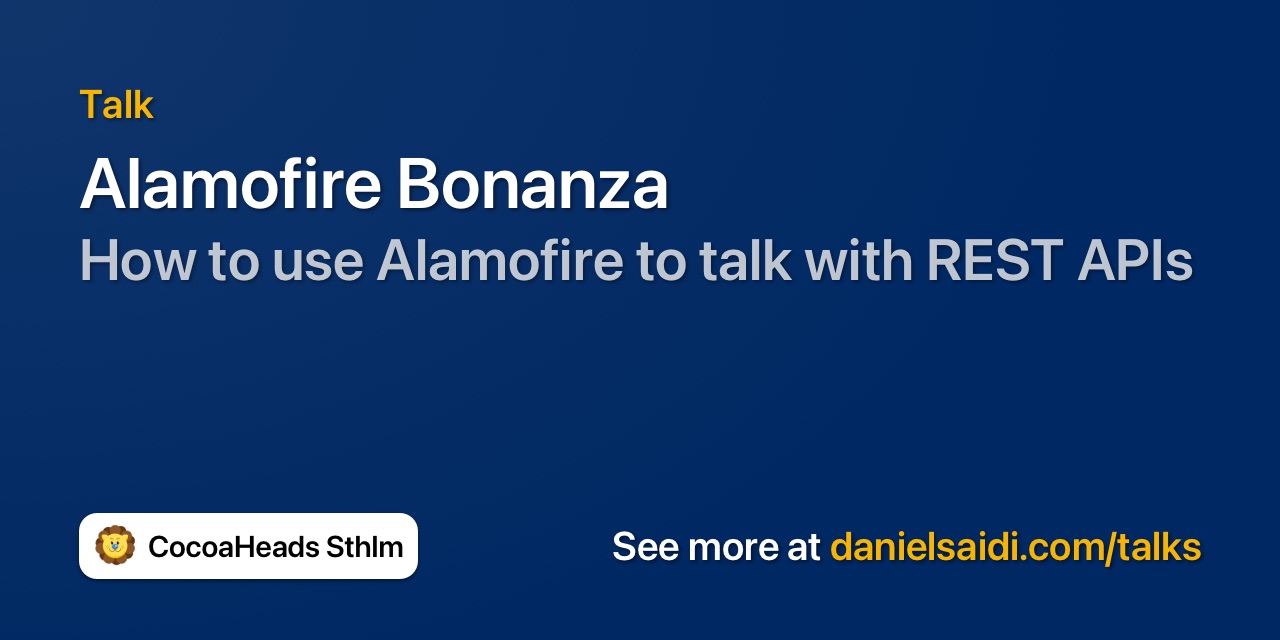 Talk
Alamofire Bonanza
How to use Alamofire to talk with REST APIs
CocoaHeads Sthlm
See more at danielsaidi.com/talks